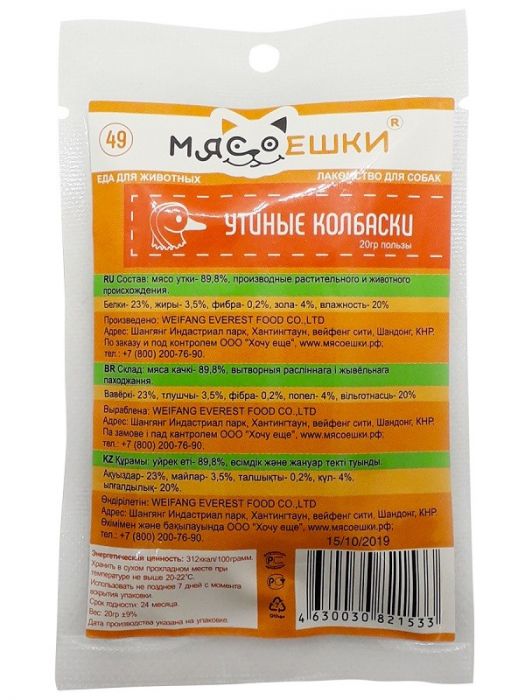 49
МЯСОЕШКИ®
ЕДА ДЛЯ ЖИВОТНЫХ
ЛАКОМСТВО ДЛЯ СОБАК
УТИНЫЕ КОЛБАСКИ
20гр пользы
RU Состав: мясо утки- 89,8%, производные растительного и животного
происхождения.
Белки- 23%, жиры- 3,5%, фибра- 0,2%, зола- 4%, влажность- 20%
Произведено: WEIFANG EVEREST FOOD CO.,LTD
Адрес: Шангянг Индастриал парк, Хантингтаун, вейфенг сити, Шандонг, КНР.
По заказу и под контролем ООО "Хочу еще", www.мясоешки.рф;
тел.: +7 (800) 200-76-90.
BR Склад: мяса качкі- 89,8%, вытворныя расліннага і жывёльнага
паходжання.
Вавёркі- 23%, тлушчы- 3,5%, фібра- 0,2%, попел- 4%, вільготнасць- 20%
Выраблена: WEIFANG EVEREST FOOD CO.,LTD
Адрас: Шангянг Индастриал парк, Хантингтаун, вейфенг сити, Шандонг, КНР.
Па замове і пад кантролем ООО "Хочу еще", www.мясоешки.рф;
тел.: +7 (800) 200-76-90.
KZ Құрамы: үйрек еті- 89,8%, өсімдік және жануар текті туынды.
Ақуыздар- 23%, майлар- 3,5%, талшықты- 0,2%, күл- 4%,
ылғалдылық- 20%
Өндірілетін: WEIFANG EVEREST FOOD CO.,LTD
Адрес: Шангянг Индастриал парк, Хантингтаун, вейфенг сити, Шандонг, КНР.
Өкімімен және бақылауында ООО "Хочу еще", www.мясоешки.рф;
тел.: +7 (800) 200-76-90.
15/10/2019
Энергетическая ценность: 312ккал/100грамм.
Хранить в сухом прохладном месте при
температуре не выше 20-22°С.
Использовать не позднее 7 дней с момента
вскрытия упаковки.
Срок годности: 24 месяца.
Вес: 20гр ±9%
Дата производства указана на упаковке.
Other
4 630030 821533